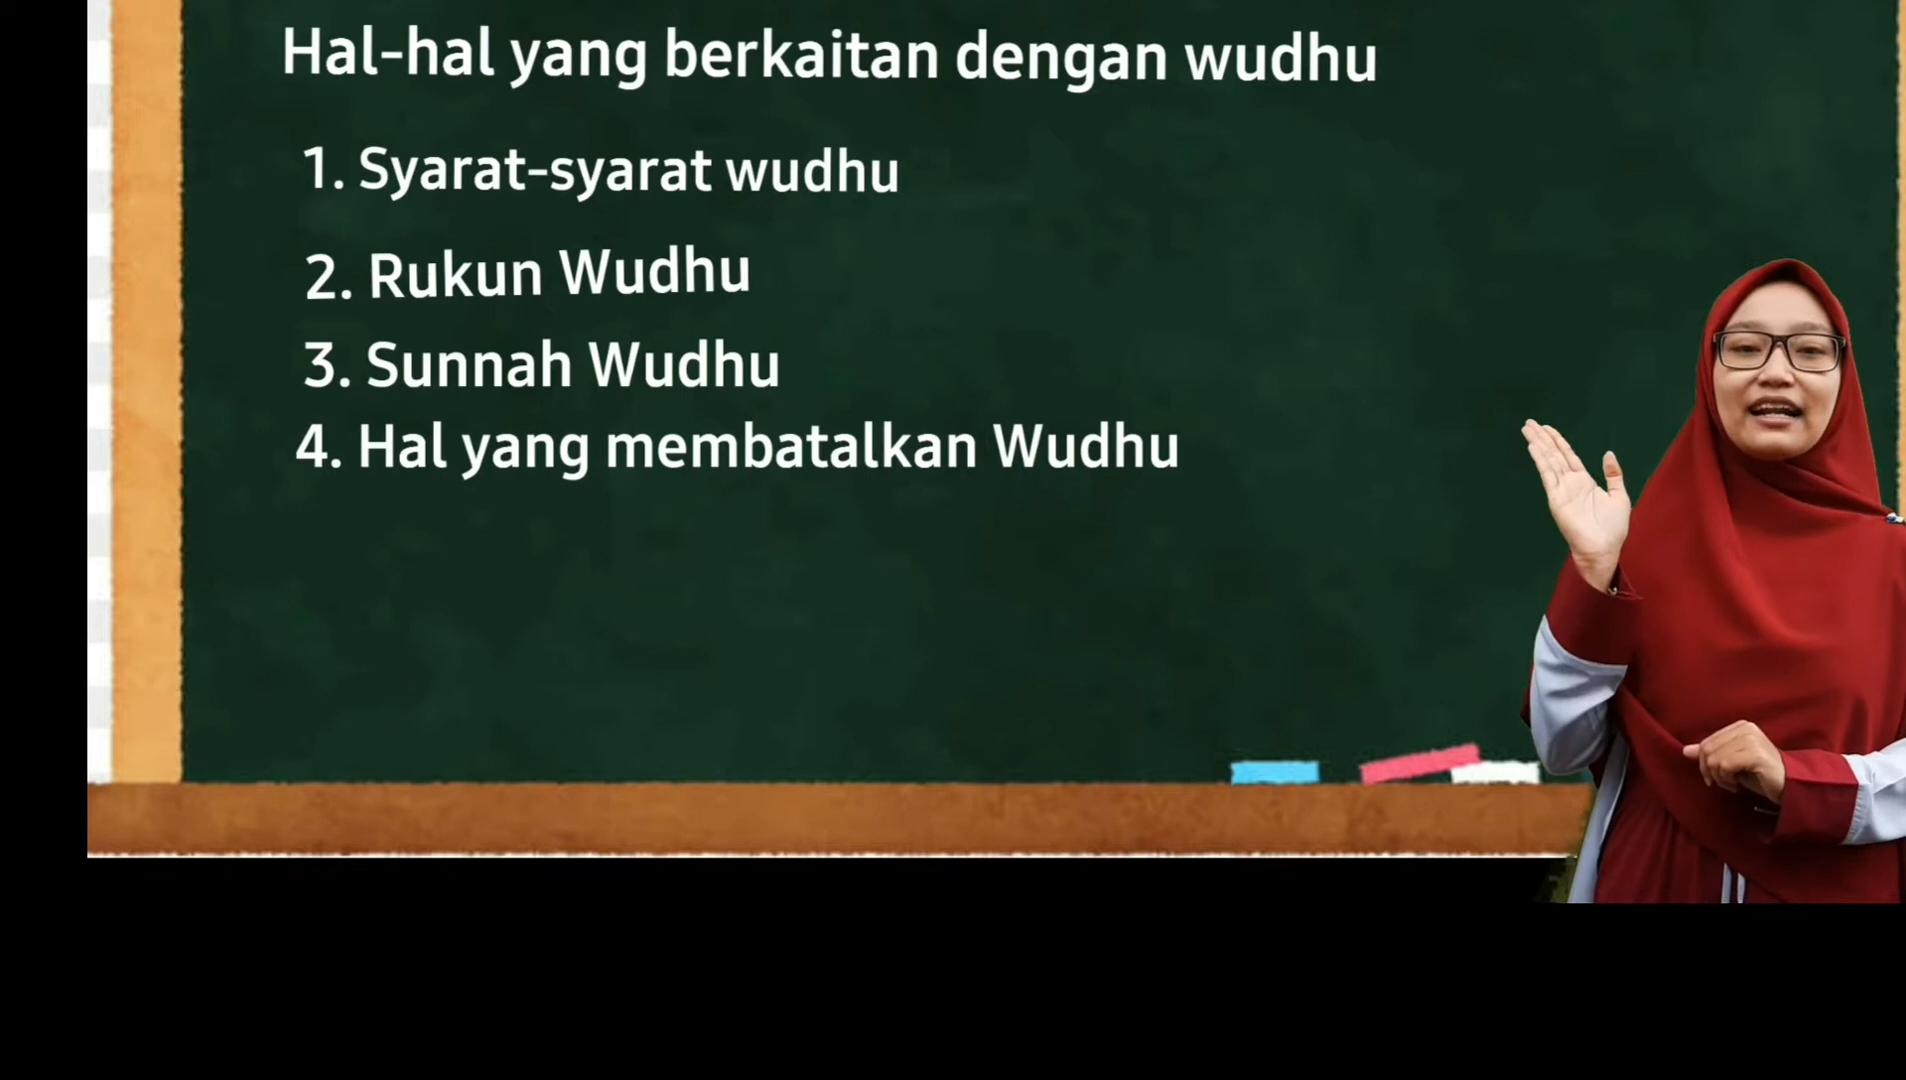 Hal-hal yang berkaitan dengan wudhu
1. Syarat-syarat wudhu
2. Rukun Wudhu
3. Sunnah Wudhu
4. Hal yang membatalkan Wudhu